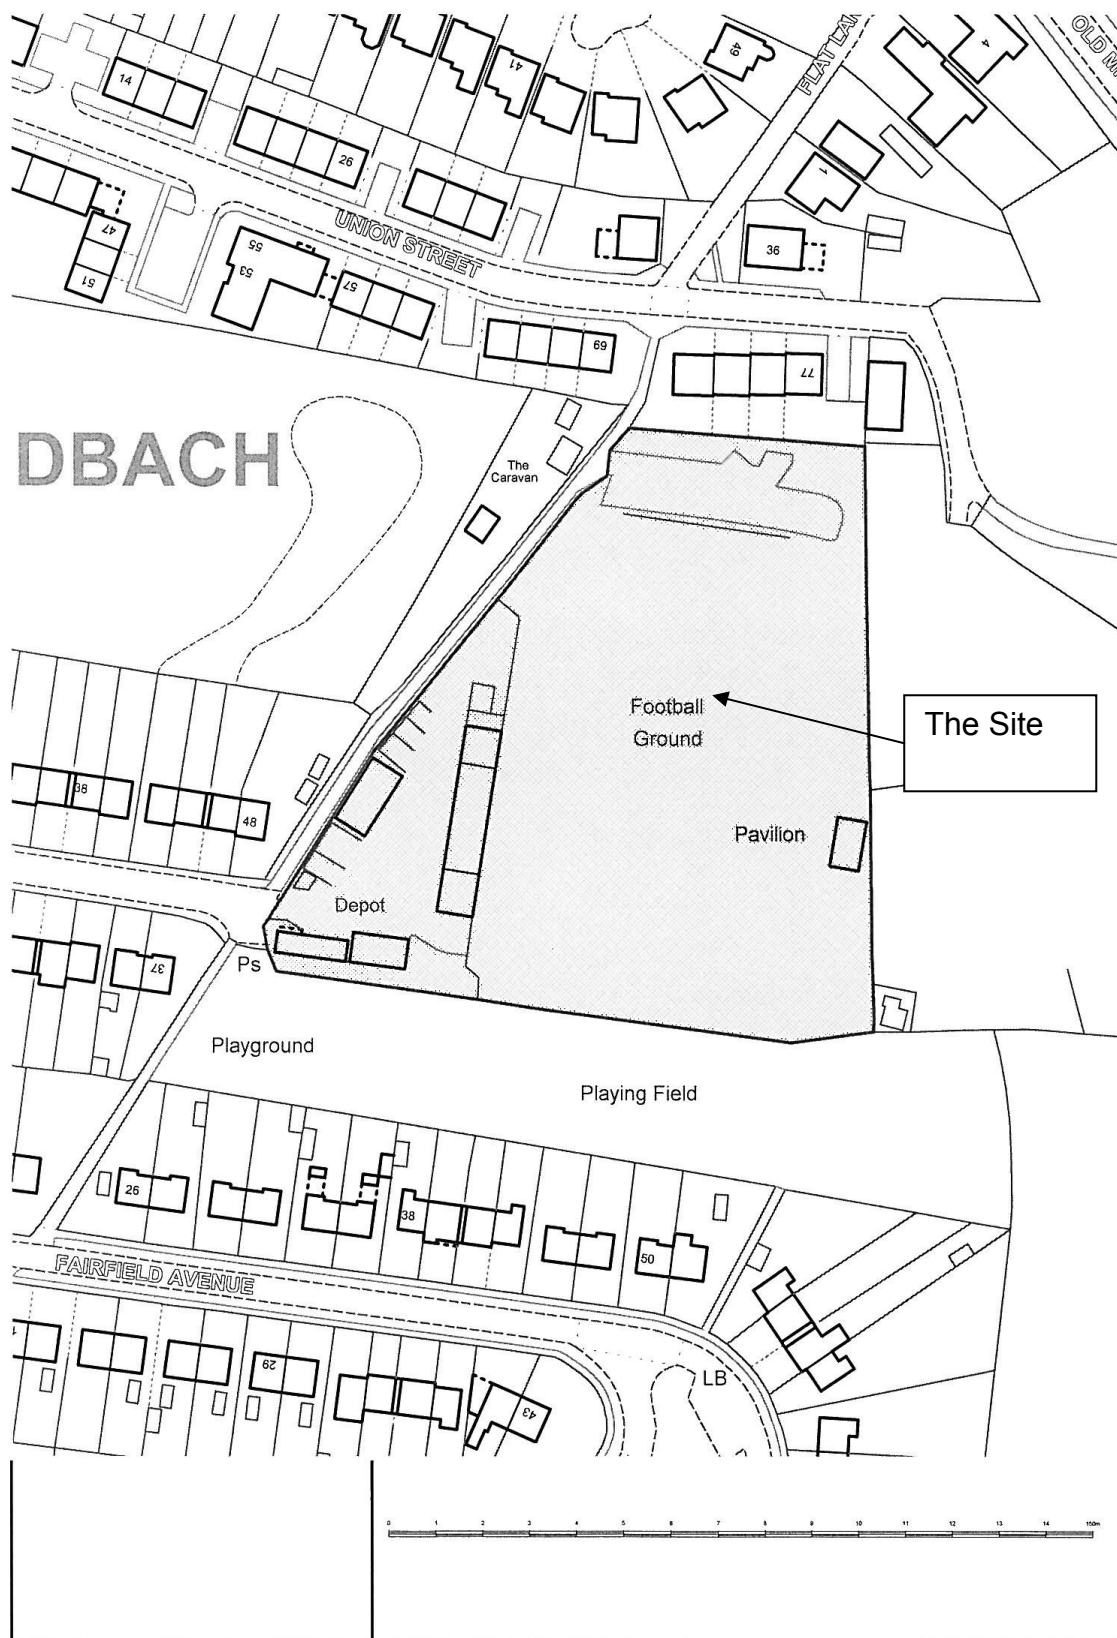 14
41
49
FLAT LAN
4
OLD M
26
1
47
51
55
53
UNION STREET
57
36
69
77
DBACH
The
Caravan
Football
Ground
The Site
38
48
Pavilion
Depot
37
Ps
Playground
Playing Field
26
38
50
FAIRFIELD AVENUE
29
43
LB
0 1 2 3 4 5 6 7 8 9 10 11 12 13 14 150m